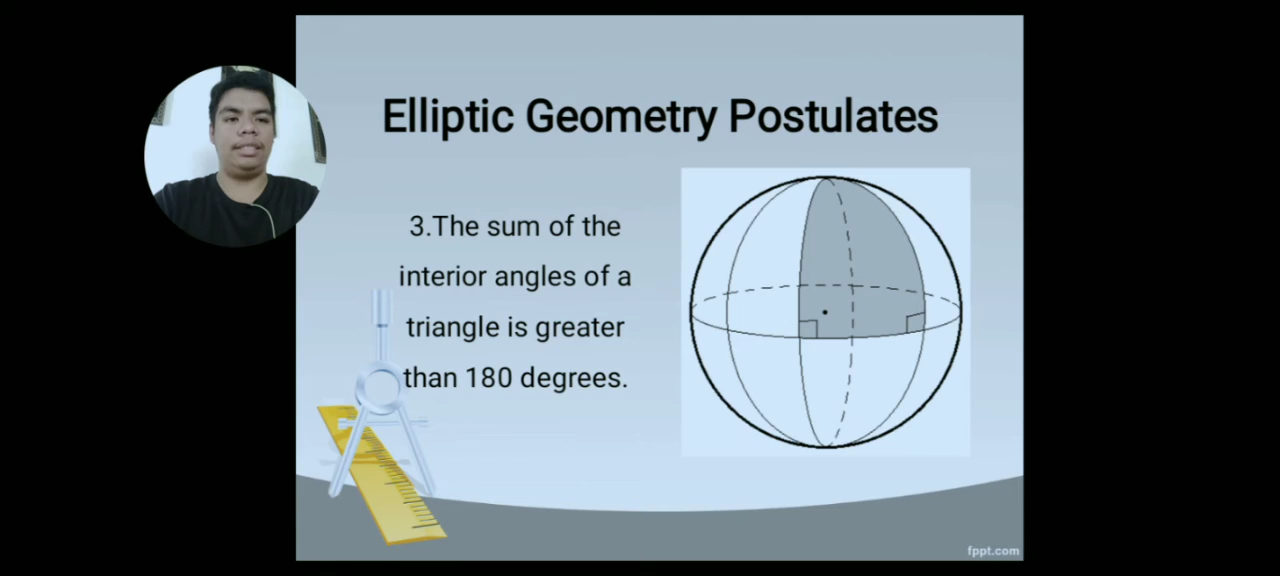 Elliptic Geometry Postulates
3.The sum of the
interior angles of a
triangle is greater
than 180 degrees.
fppt.com